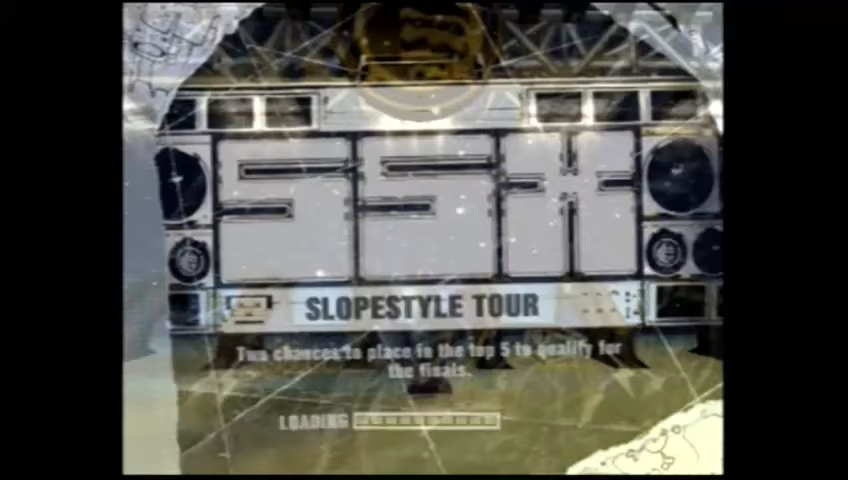 SSX
SLOPESTYLE TOUR
Two chances to place in the top 5 to qualify for
the finals.
LOADING